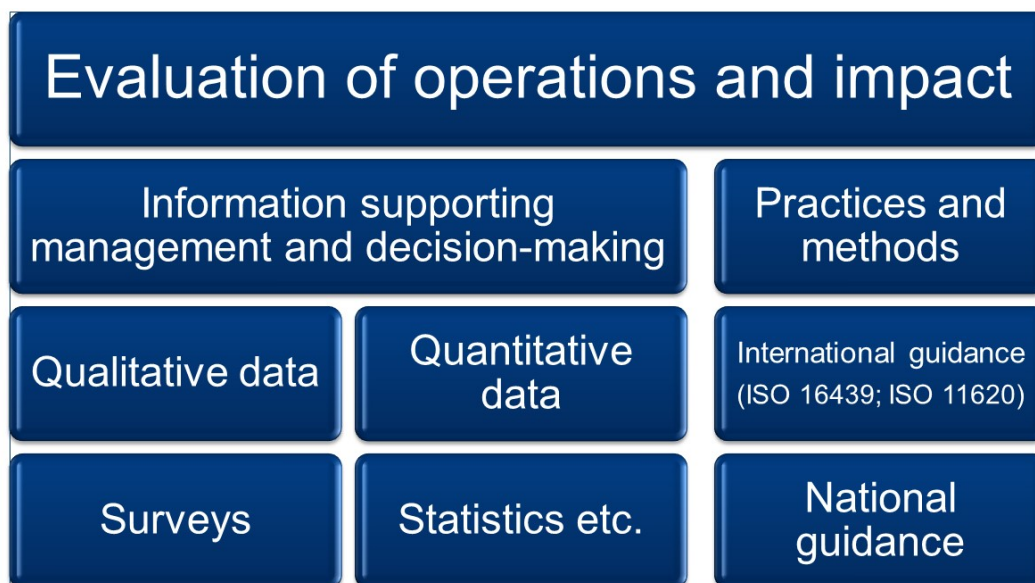 Evaluation of operations and impact
Information supporting
management and decision-making
Practices and
methods
Qualitative data
Quantitative
data
International guidance
(ISO 16439; ISO 11620)
Surveys
Statistics etc.
National
guidance